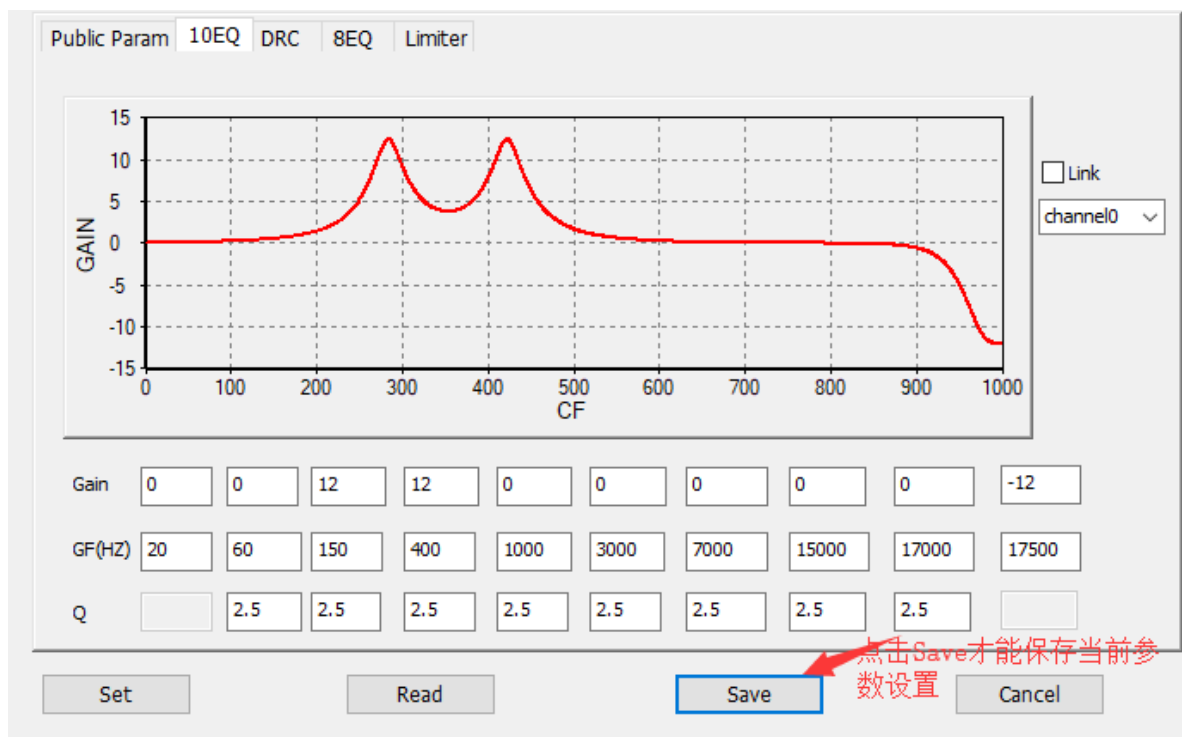 Public Param 10EQ DRC 8EQ Limiter
15
10
5
0
-5
-10
-15
GAIN
0 100 200 300 400 500 600 700 800 900 1000
CF
Link
channel0
Gain 0 0 12 12 0 0 0 0 0 -12
GF(HZ) 20 60 150 400 1000 3000 7000 15000 17000 17500
Q 2.5 2.5 2.5 2.5 2.5 2.5 2.5 2.5
点击Save才能保存当前参
数设置
Set Read Save Cancel